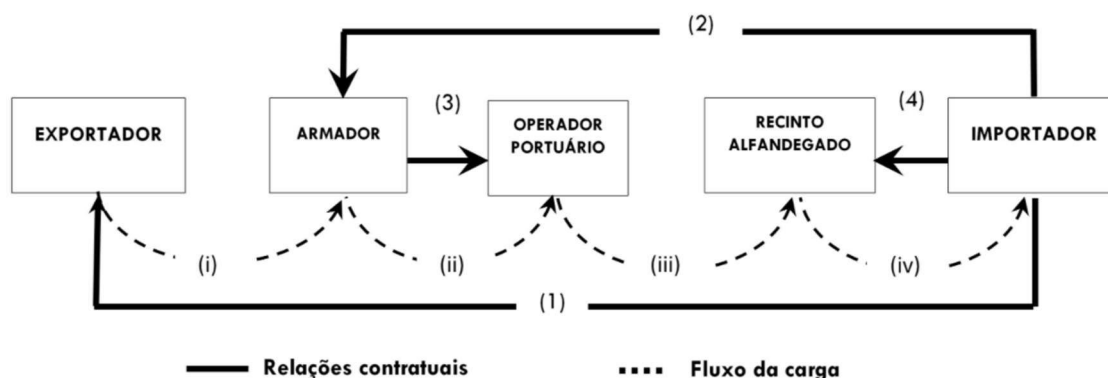 (2)
EXPORTADOR
ARMADOR
(3)
OPERADOR
PORTUÁRIO
RECINTO
ALFANDEGADO
(4)
IMPORTADOR
(i)
(ii)
(iii)
(iv)
(1)
Relações contratuais
Fluxo da carga